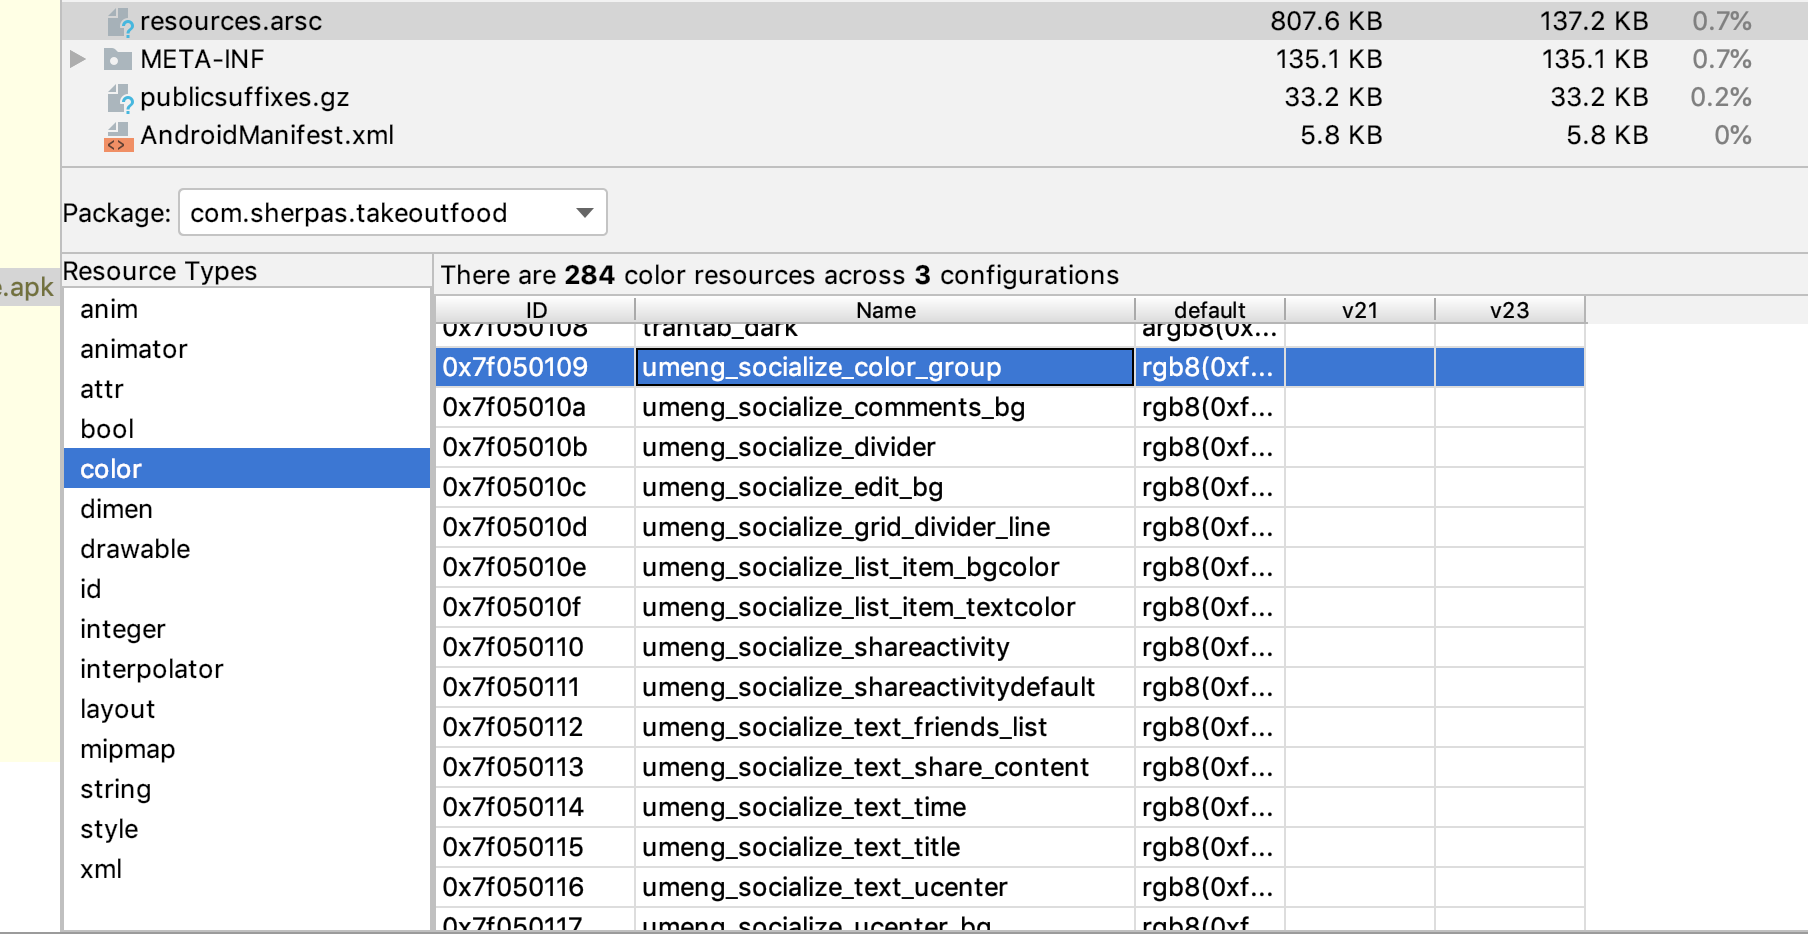 resources.arsc 807.6 KB 137.2 KB 0.7%
META-INF 135.1 KB 135.1 KB 0.7%
publicsuffixes.gz 33.2 KB 33.2 KB 0.2%
AndroidManifest.xml 5.8 KB 5.8 KB 0%
Package: com.sherpas.takeoutfood
.apk
Resource Types
anim
animator
attr
bool
color
dimen
drawable
id
integer
interpolator
layout
mipmap
string
style
xml
There are 284 color resources across 3 configurations
ID Name default v21 v23
0x7f050108 trantab_dark argb8(0x...
0x7f050109 umeng_socialize_color_group rgb8(0xf...
0x7f05010a umeng_socialize_comments_bg rgb8(0xf...
0x7f05010b umeng_socialize_divider rgb8(0xf...
0x7f05010c umeng_socialize_edit_bg rgb8(0xf...
0x7f05010d umeng_socialize_grid_divider_line rgb8(0xf...
0x7f05010e umeng_socialize_list_item_bgcolor rgb8(0xf...
0x7f05010f umeng_socialize_list_item_textcolor rgb8(0xf...
0x7f050110 umeng_socialize_shareactivity rgb8(0xf...
0x7f050111 umeng_socialize_shareactivitydefault rgb8(0xf...
0x7f050112 umeng_socialize_text_friends_list rgb8(0xf...
0x7f050113 umeng_socialize_text_share_content rgb8(0xf...
0x7f050114 umeng_socialize_text_time rgb8(0xf...
0x7f050115 umeng_socialize_text_title rgb8(0xf...
0x7f050116 umeng_socialize_text_ucenter rgb8(0xf...
0x7f050117 umeng_socialize_ucenter_bg rgb8(0xf...